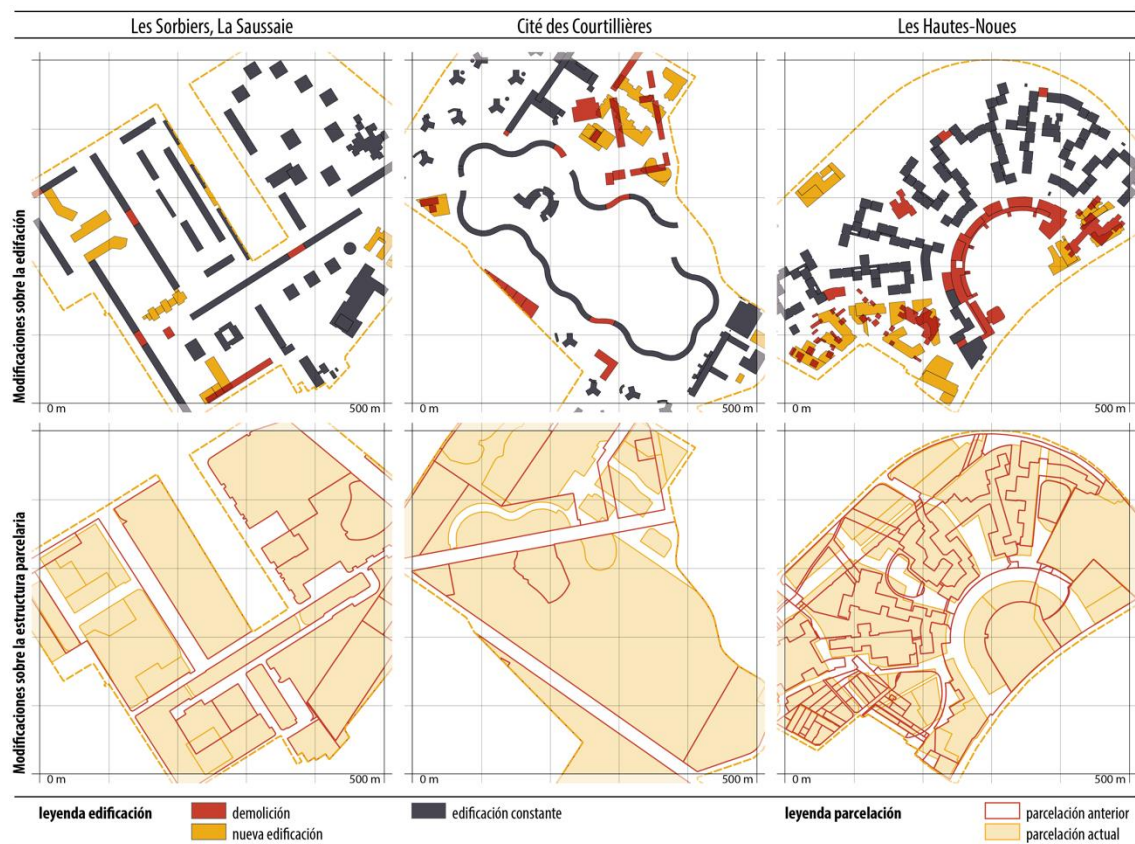 Les Sorbiers, La Saussaie
Cité des Courtillières
Les Hautes-Noues
Modificaciones sobre la edifación
0 m
500 m
0 m
500 m
0 m
500 m
Modificaciones sobre la estructura parcelaria
0 m
500 m
0 m
500 m
0 m
500 m
leyenda edificación
demolición
nueva edificación
edificación constante
leyenda parcelación
parcelación anterior
parcelación actual